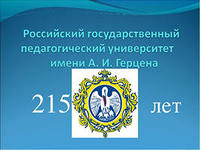 Российский государственный
педагогический университет
имени А. И. Герцена
215 лет